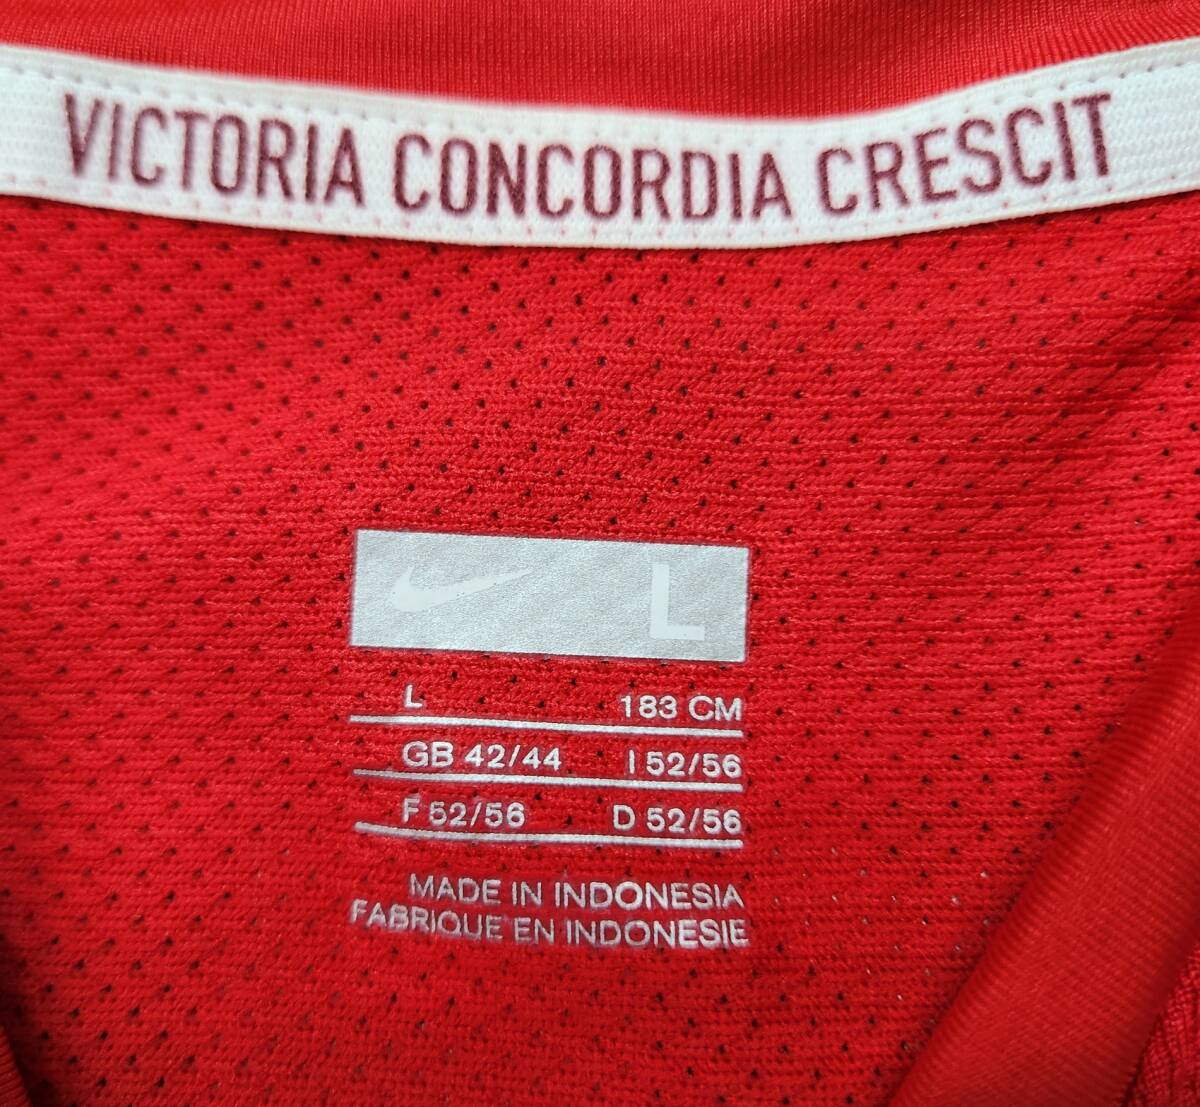 VICTORIA CONCORDIA CRESCIT
L
L 183 CM
GB 42/44 I 52/56
F 52/56 D 52/56
MADE IN INDONESIA
FABRIQUE EN INDONESIE